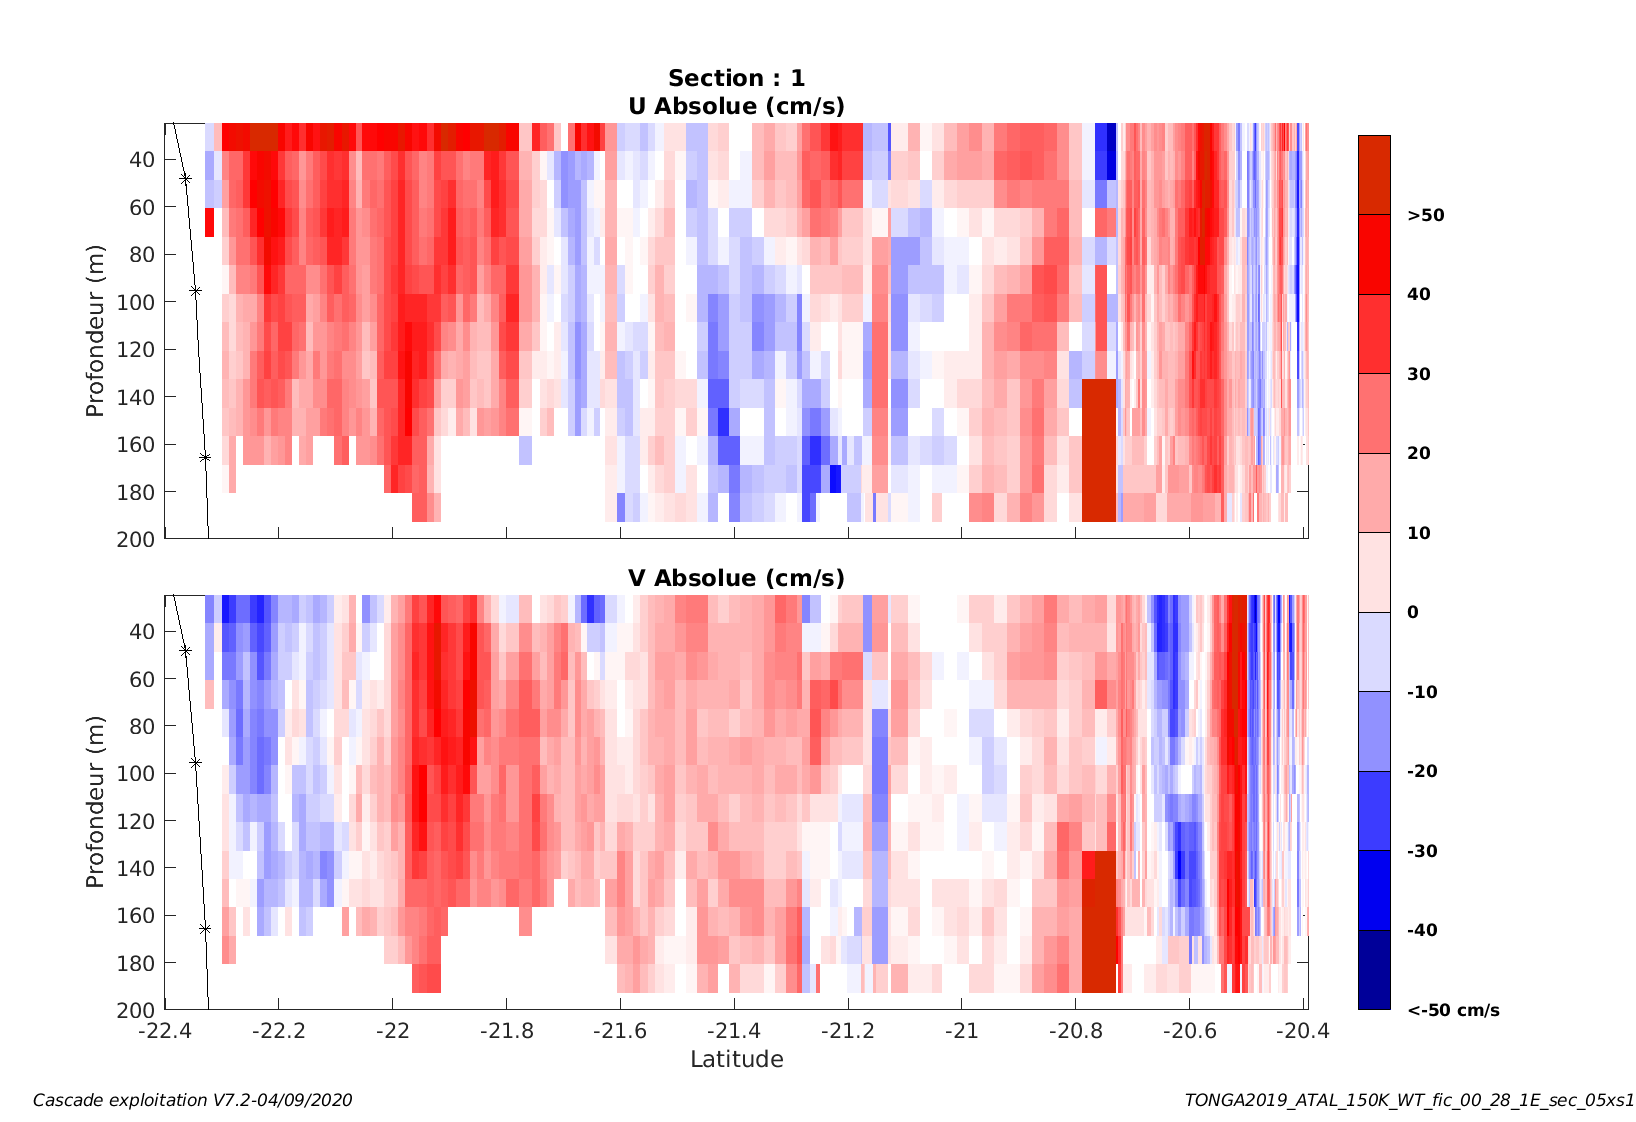 Section : 1
U Absolue (cm/s)
40
60
80
100
120
140
160
180
200
Profondeur (m)
V Absolue (cm/s)
40
60
80
100
120
140
160
180
200
Profondeur (m)
-22.4 -22.2 -22 -21.8 -21.6 -21.4 -21.2 -21 -20.8 -20.6 -20.4
Latitude
>50
40
30
20
10
0
-10
-20
-30
-40
<-50 cm/s
Cascade exploitation V7.2-04/09/2020
TONGA2019_ATAL_150K_WT_fic_00_28_1E_sec_05xs1